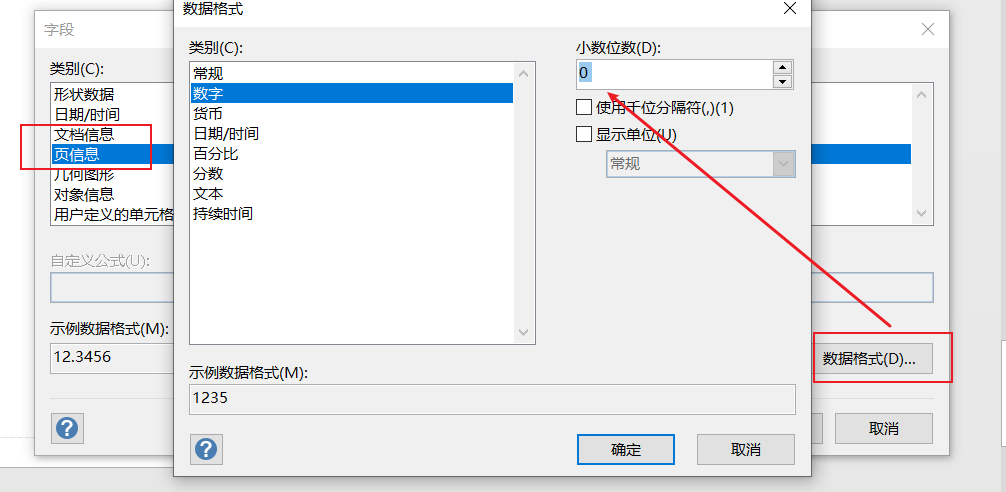 字段
数据格式
类别(C):
形状数据
日期/时间
文档信息
页信息
几何图形
对象信息
用户定义的单元格
自定义公式(U):
示例数据格式(M):
12.3456
数据格式(D)...
取消
类别(C):
常规
数字
货币
日期/时间
百分比
分数
文本
持续时间
小数位数(D):
0
使用千位分隔符(,)(1)
显示单位(U)
常规
示例数据格式(M):
1235
确定
取消